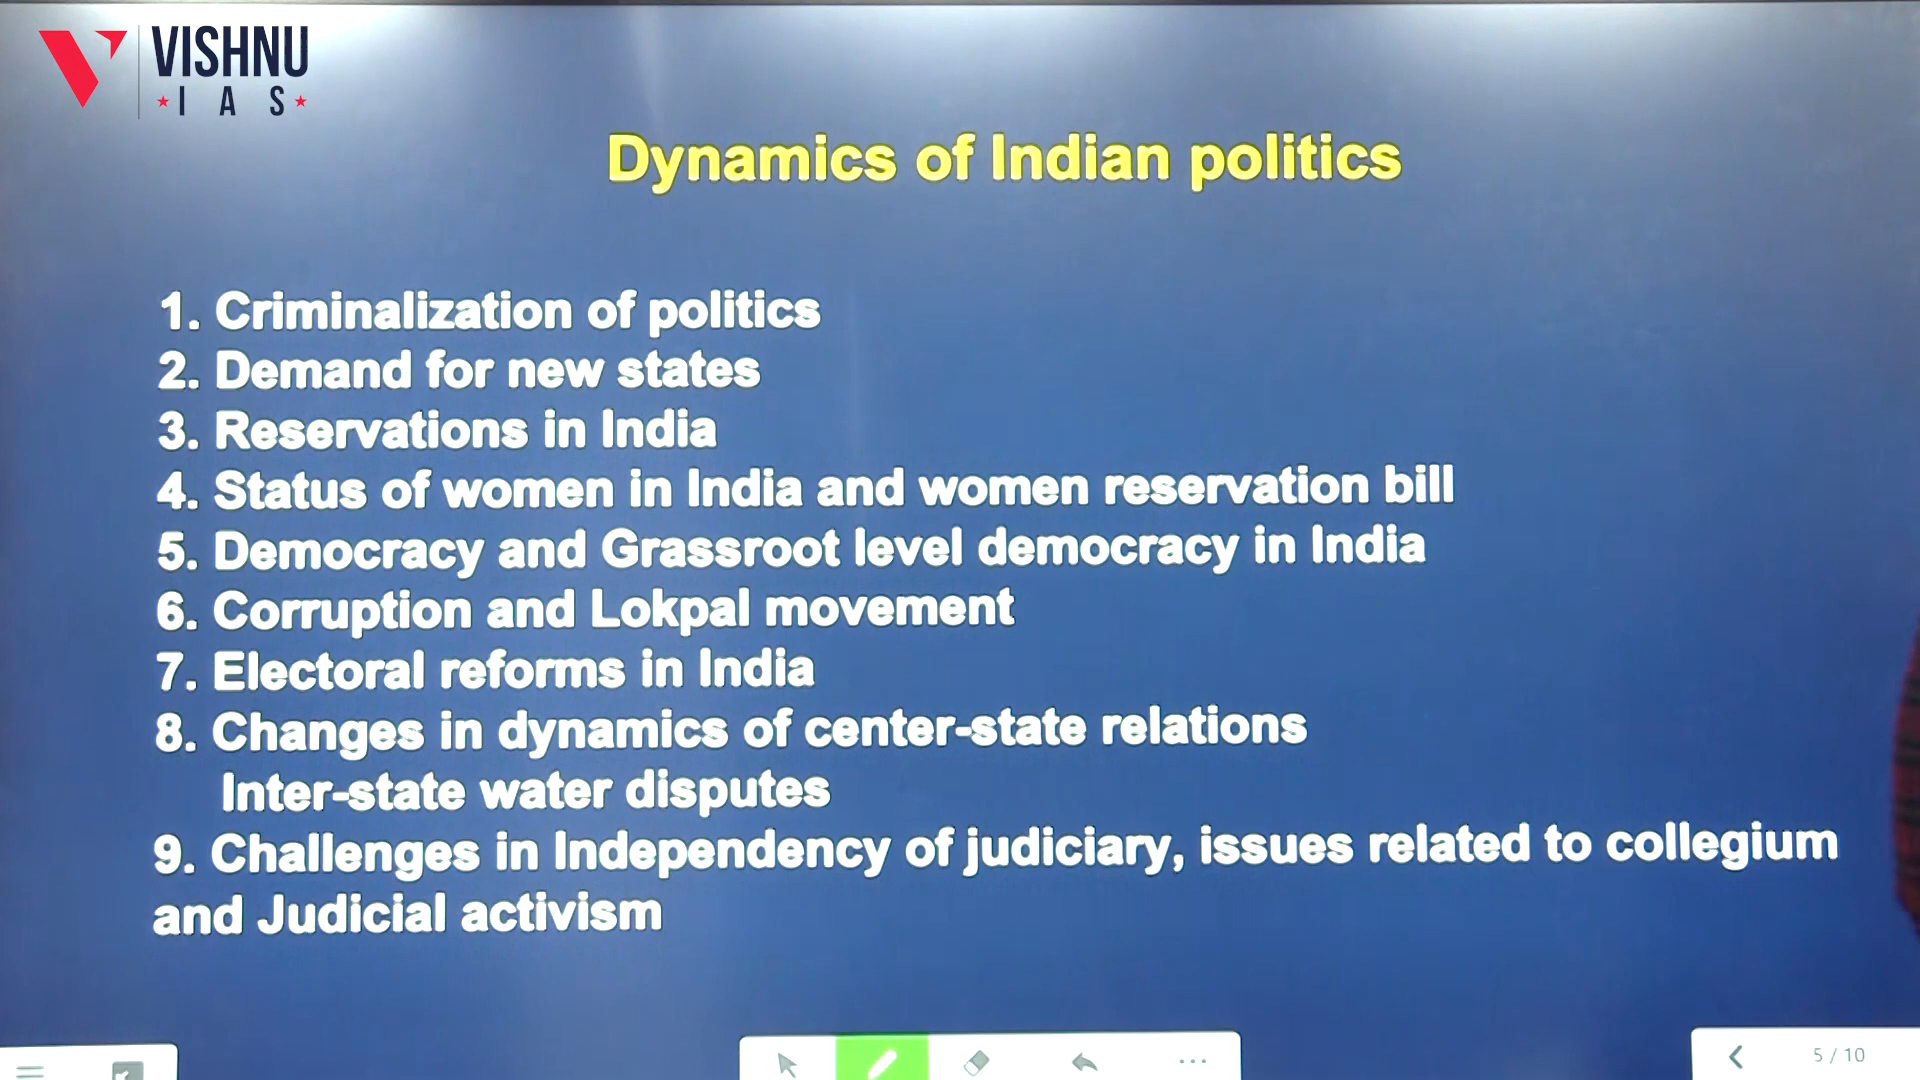 VISHNU
IAS
Dynamics of Indian politics
1. Criminalization of politics
2. Demand for new states
3. Reservations in India
4. Status of women in India and women reservation bill
5. Democracy and Grassroot level democracy in India
6. Corruption and Lokpal movement
7. Electoral reforms in India
8. Changes in dynamics of center-state relations
Inter-state water disputes
9. Challenges in Independency of judiciary, issues related to collegium
and Judicial activism
5 / 10